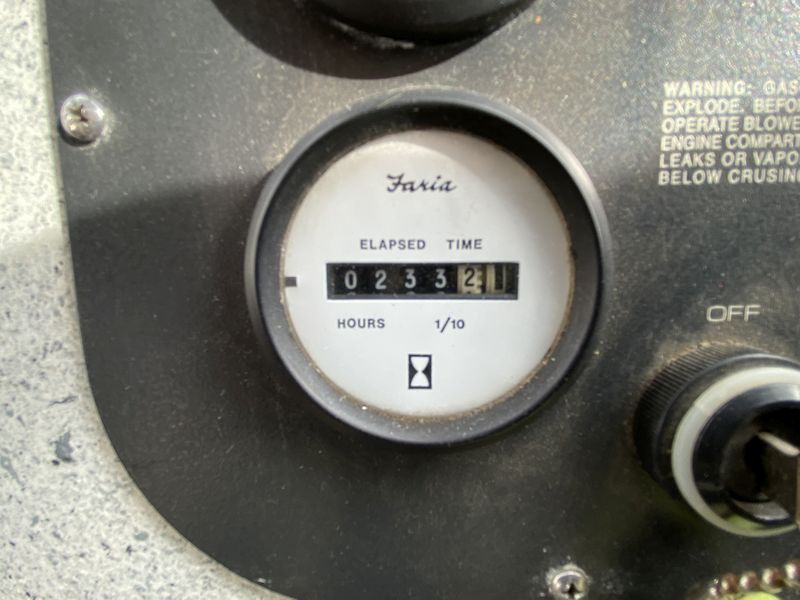 Faria
ELAPSED TIME
0 2 3 3 2
HOURS 1/10
WARNING: GAS
EXPLODE. BEFO
OPERATE BLOWE
ENGINE COMPART
LEAKS OR VAPO
BELOW CRUSING
OFF